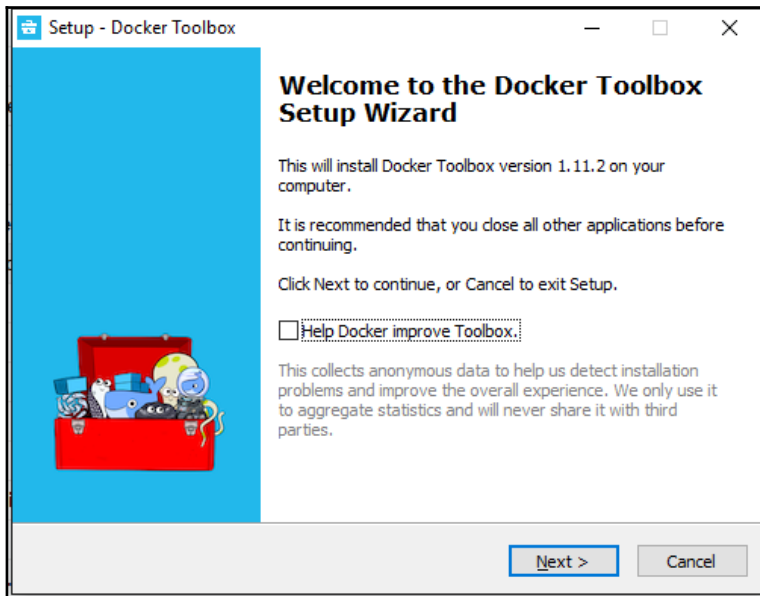 Setup - Docker Toolbox
Welcome to the Docker Toolbox
Setup Wizard
This will install Docker Toolbox version 1.11.2 on your
computer.
It is recommended that you close all other applications before
continuing.
Click Next to continue, or Cancel to exit Setup.
Help Docker improve Toolbox.
This collects anonymous data to help us detect installation
problems and improve the overall experience. We only use it
to aggregate statistics and will never share it with third
parties.
Next > Cancel